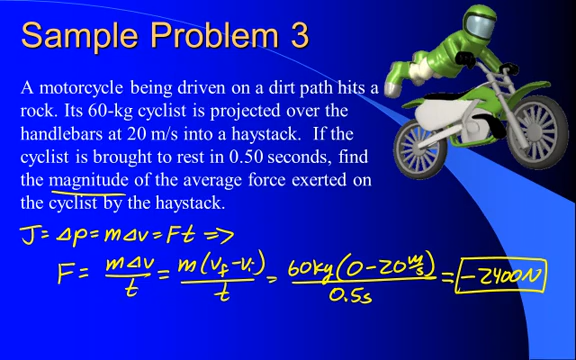 Sample Problem 3
A motorcycle being driven on a dirt path hits a
rock. Its 60-kg cyclist is projected over the
handlebars at 20 m/s into a haystack. If the
cyclist is brought to rest in 0.50 seconds, find
the magnitude of the average force exerted on
the cyclist by the haystack.
J = Δp = mΔv = Ft ⇒
F = mΔv/t = m(vf - vi)/t = 60kg(0 - 20 m/s)/0.5s = -2400N